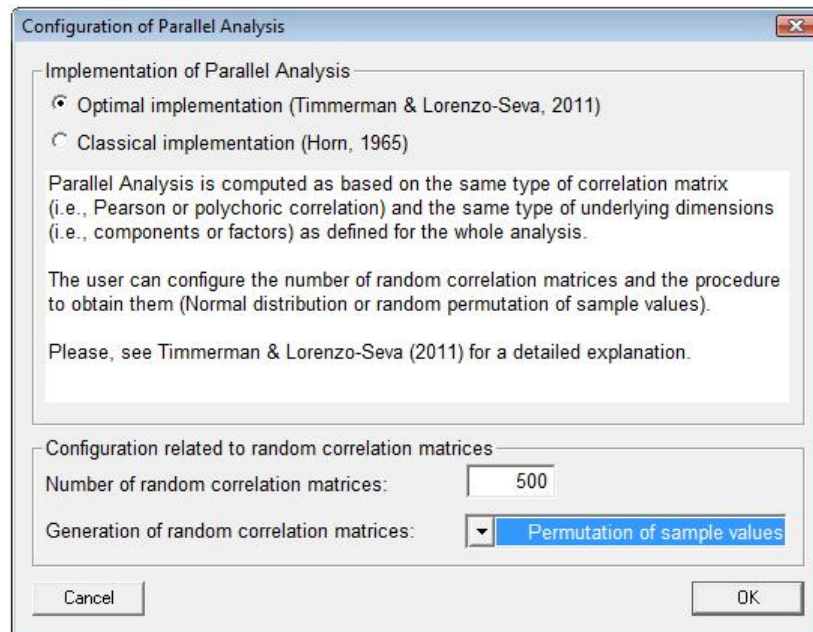 Configuration of Parallel Analysis
Implementation of Parallel Analysis
Optimal implementation (Timmerman & Lorenzo-Seva, 2011)
Classical implementation (Horn, 1965)
Parallel Analysis is computed as based on the same type of correlation matrix
(i.e., Pearson or polychoric correlation) and the same type of underlying dimensions
(i.e., components or factors) as defined for the whole analysis.
The user can configure the number of random correlation matrices and the procedure
to obtain them (Normal distribution or random permutation of sample values).
Please, see Timmerman & Lorenzo-Seva (2011) for a detailed explanation.
Configuration related to random correlation matrices
Number of random correlation matrices: 500
Generation of random correlation matrices: Permutation of sample values
Cancel OK